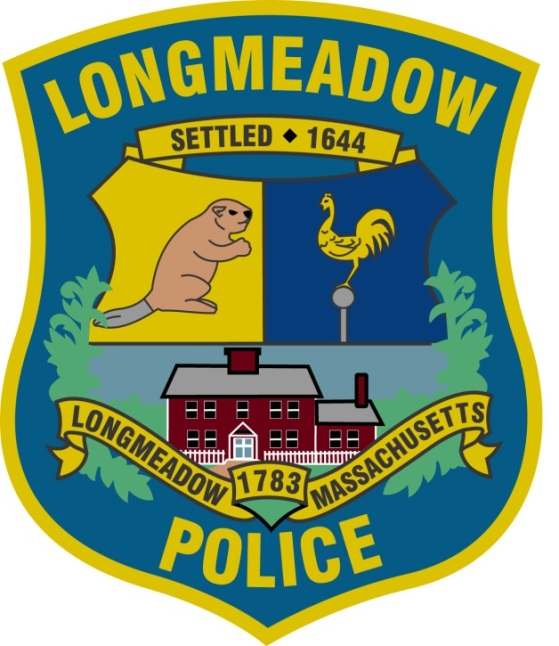 LONGMEADOW
SETTLED ◆ 1644
LONGMEADOW 1783 MASSACHUSETTS
POLICE